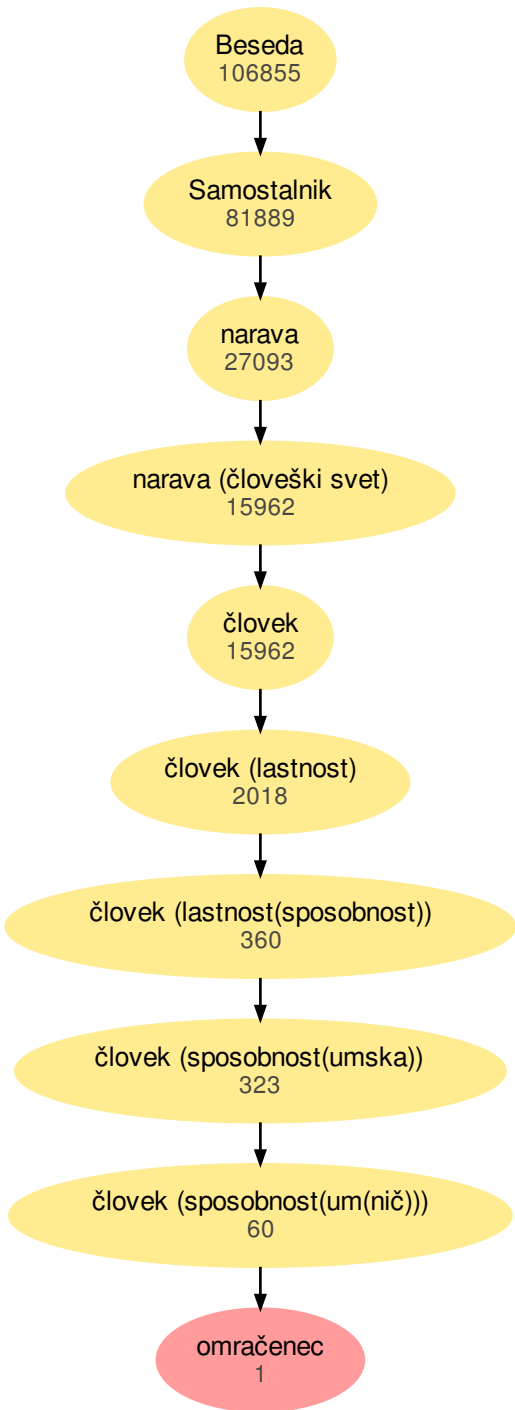 Beseda
106855
Samostalnik
81889
narava
27093
narava (človeški svet)
15962
človek
15962
človek (lastnost)
2018
človek (lastnost(sposobnost))
360
človek (sposobnost(umska))
323
človek (sposobnost(um(nič)))
60
omračenec
1